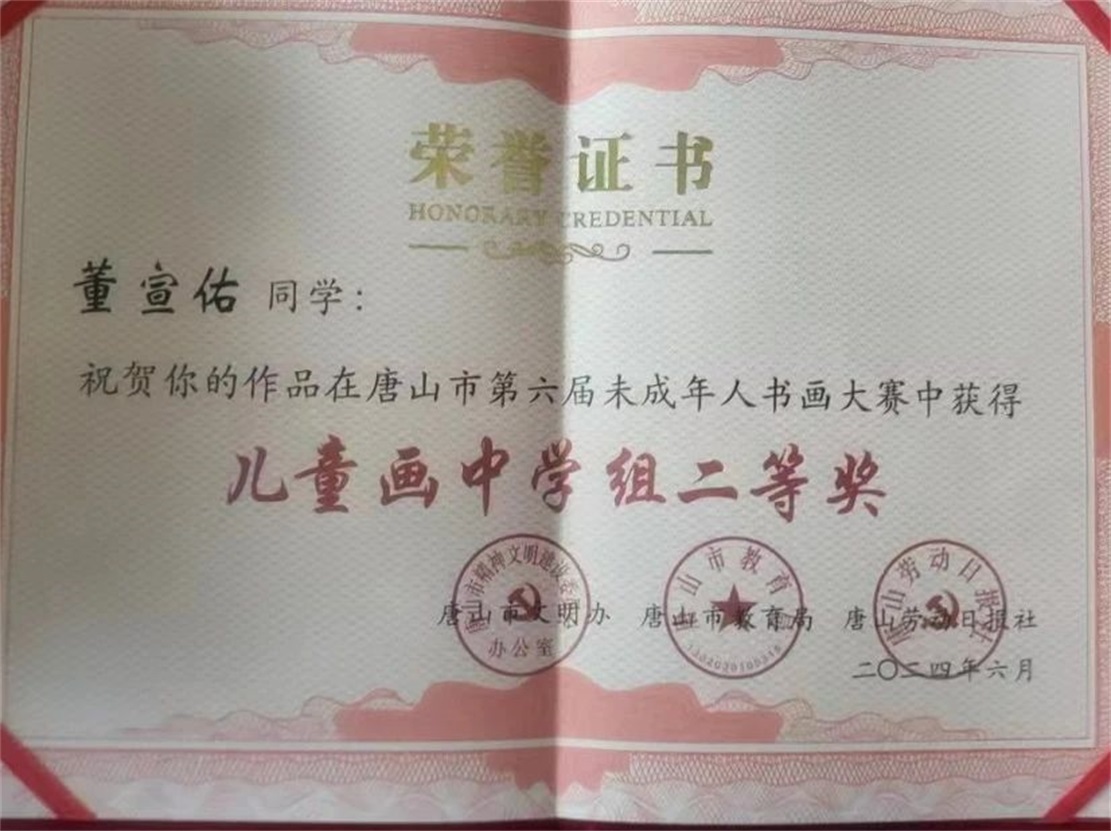 荣誉证书
HONORARY CREDENTIAL
董宣佑 同学：
祝贺你的作品在唐山市第六届未成年人书画大赛中获得
儿童画中学组二等奖
唐山市文明办 唐山市教育局 唐山劳动日报社
二〇二四年六月
办公室